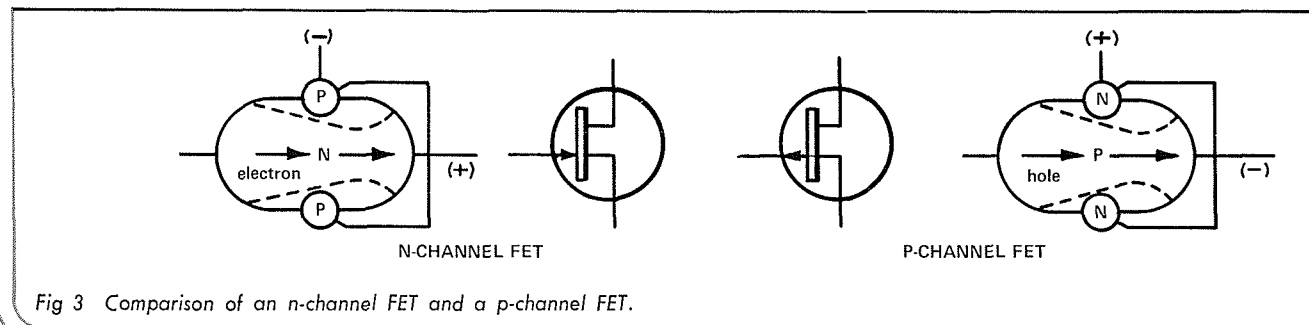 (-)
P
N
electron
(+)
P
N-CHANNEL FET
(+)
N
P
hole
(-)
N
P-CHANNEL FET
Fig 3 Comparison of an n-channel FET and a p-channel FET.